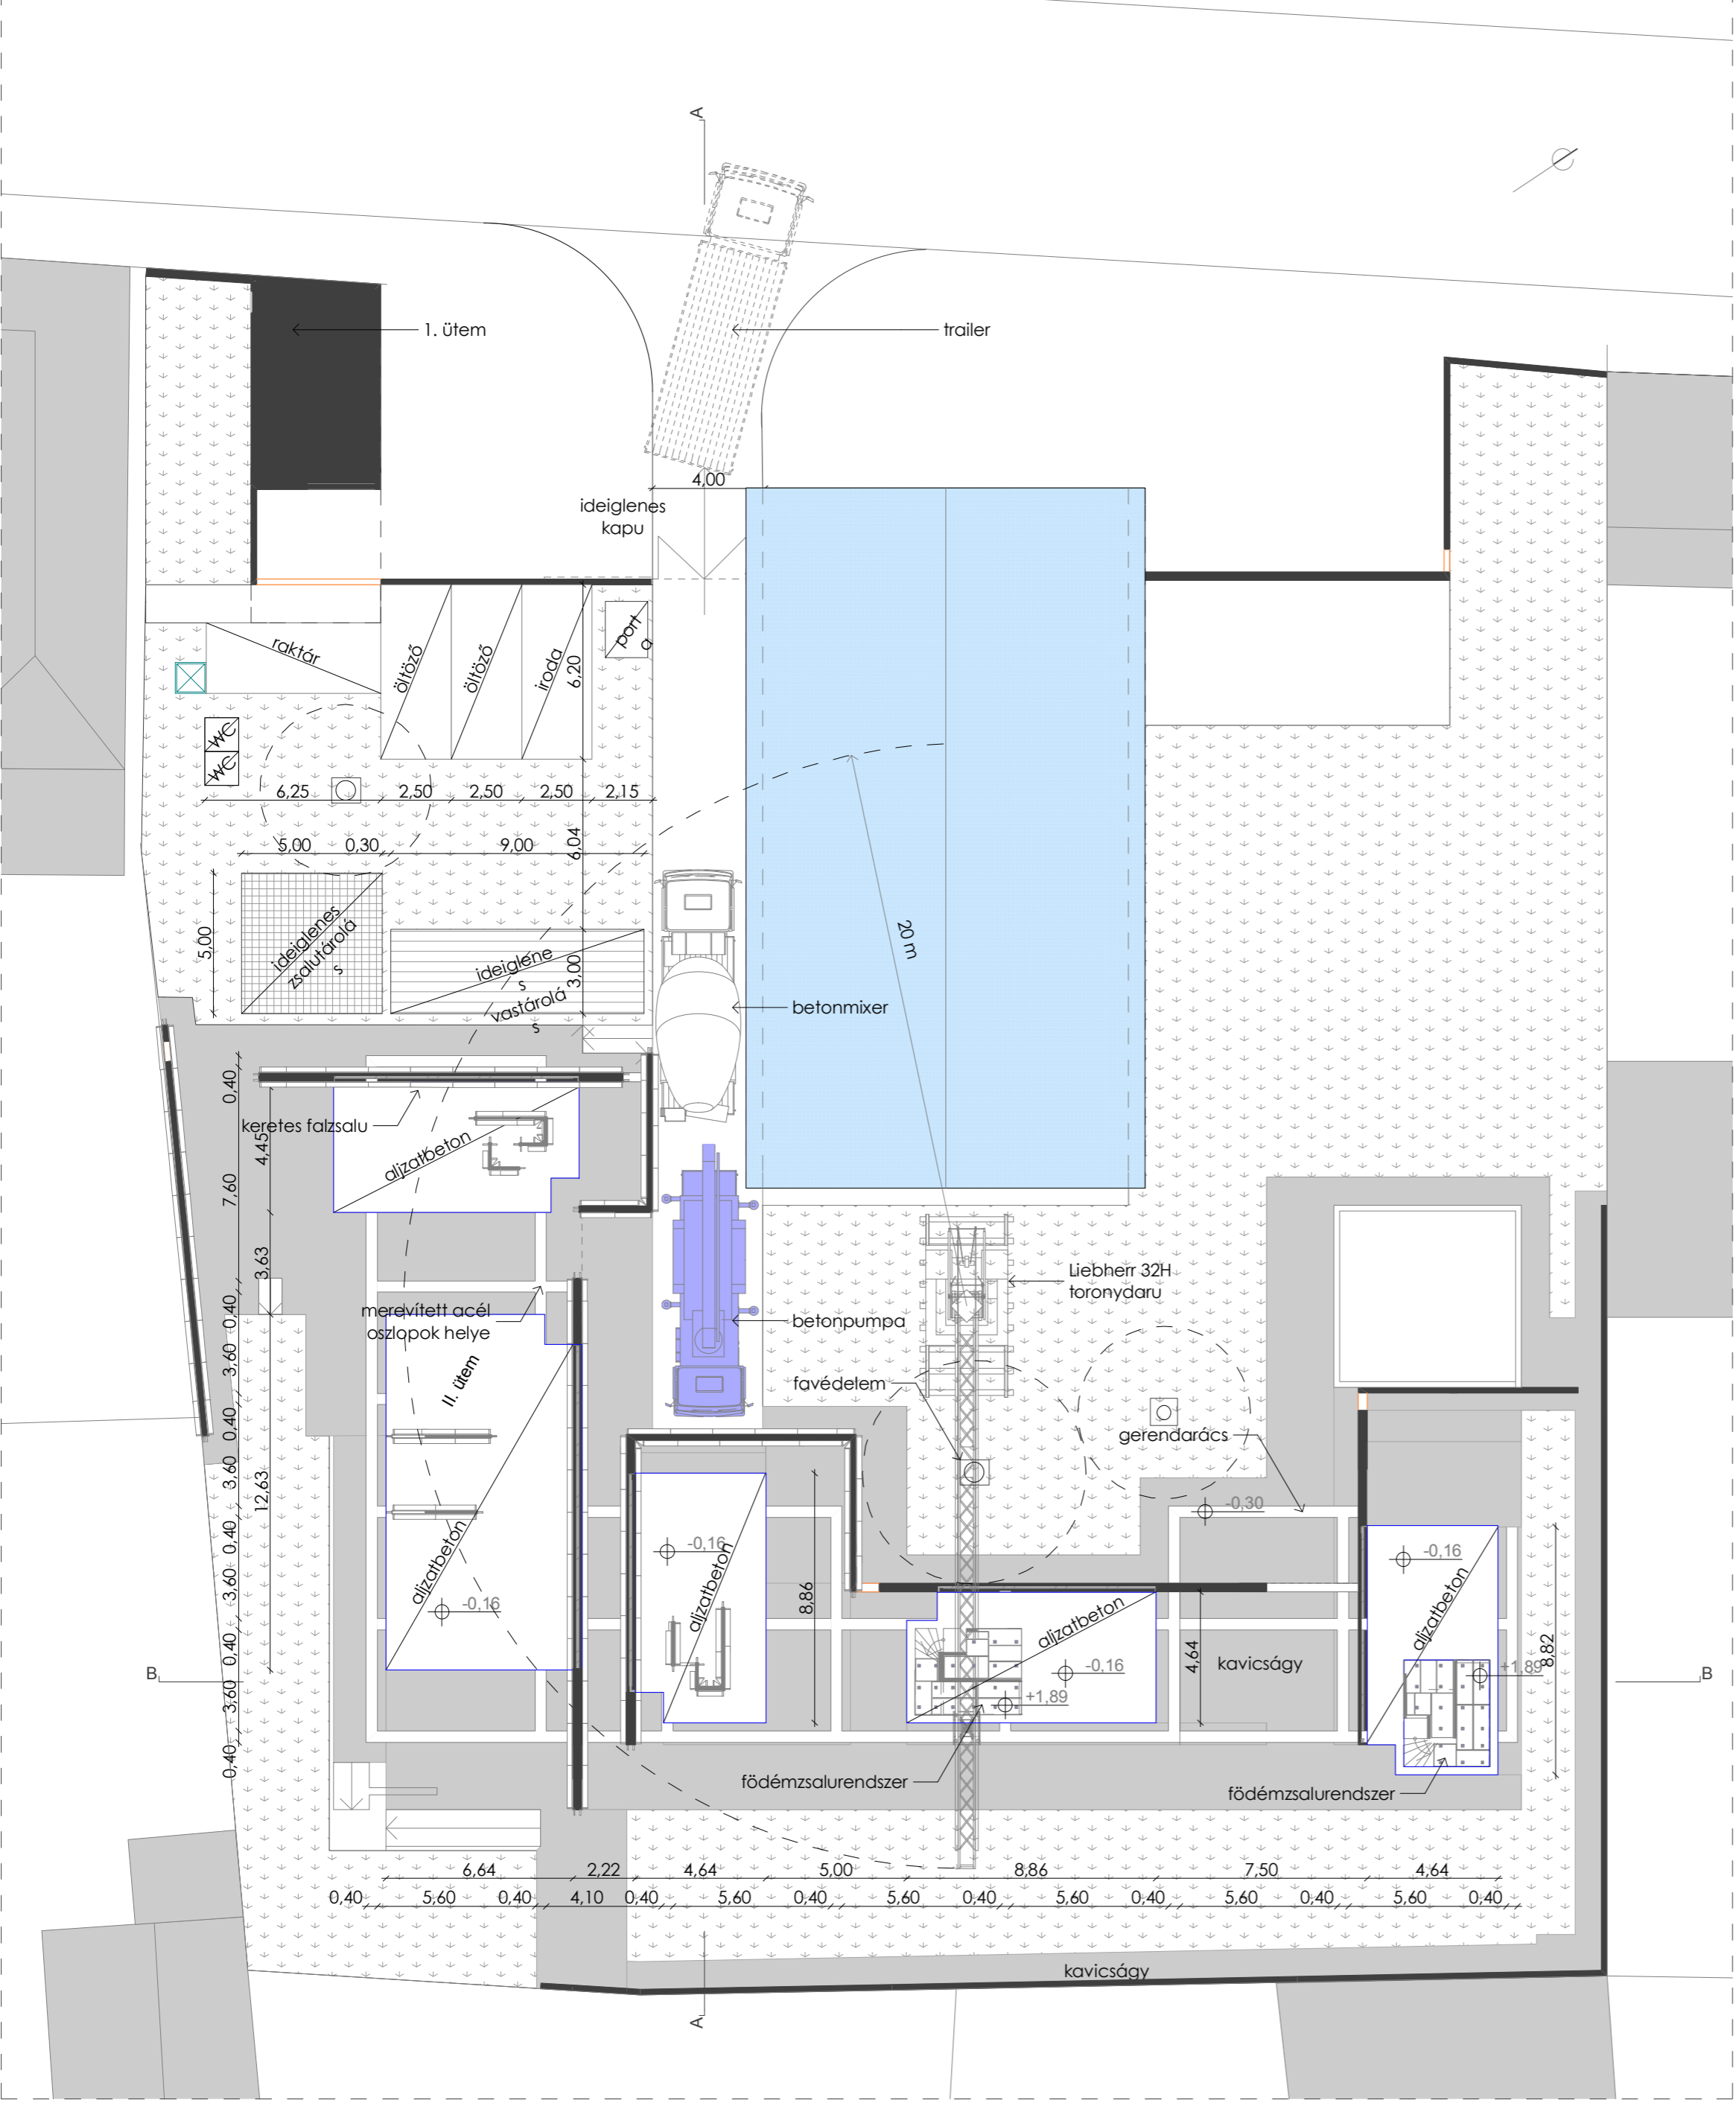 A
1. ütem
trailer
4,00
ideiglenes
kapu
raktár
öltöző
öltöző
iroda
6,20
port
a
WC
WC
6,25
2,50
2,50
2,50
2,15
5,00
0,30
9,00
6,04
5,00
ideiglenes
zsalutárolá
s
ideigléne
s
vastárolá
s
3,00
20 m
betonmixer
0,40
keretes falzsalu
4,45
aljzatbeton
7,60
3,63
0,40
merevített acél
oszlopok helye
Liebherr 32H
toronydaru
betonpumpa
3,60
II. ütem
favédelem
0,40
gerendarács
3,60
12,63
-0,30
0,40
aljzatbeton
-0,16
aljzatbeton
-0,16
aljzatbeton
3,60
-0,16
8,86
aljzatbeton
0,40
4,64
kavicságy
8,82
B
-0,16
+1,89
B
3,60
+1,89
0,40
födémzsalurendszer
födémzsalurendszer
6,64
2,22
4,64
5,00
8,86
7,50
4,64
0,40
5,60
0,40
4,10
0,40
5,60
0,40
5,60
0,40
5,60
0,40
5,60
0,40
5,60
0,40
kavicságy
A